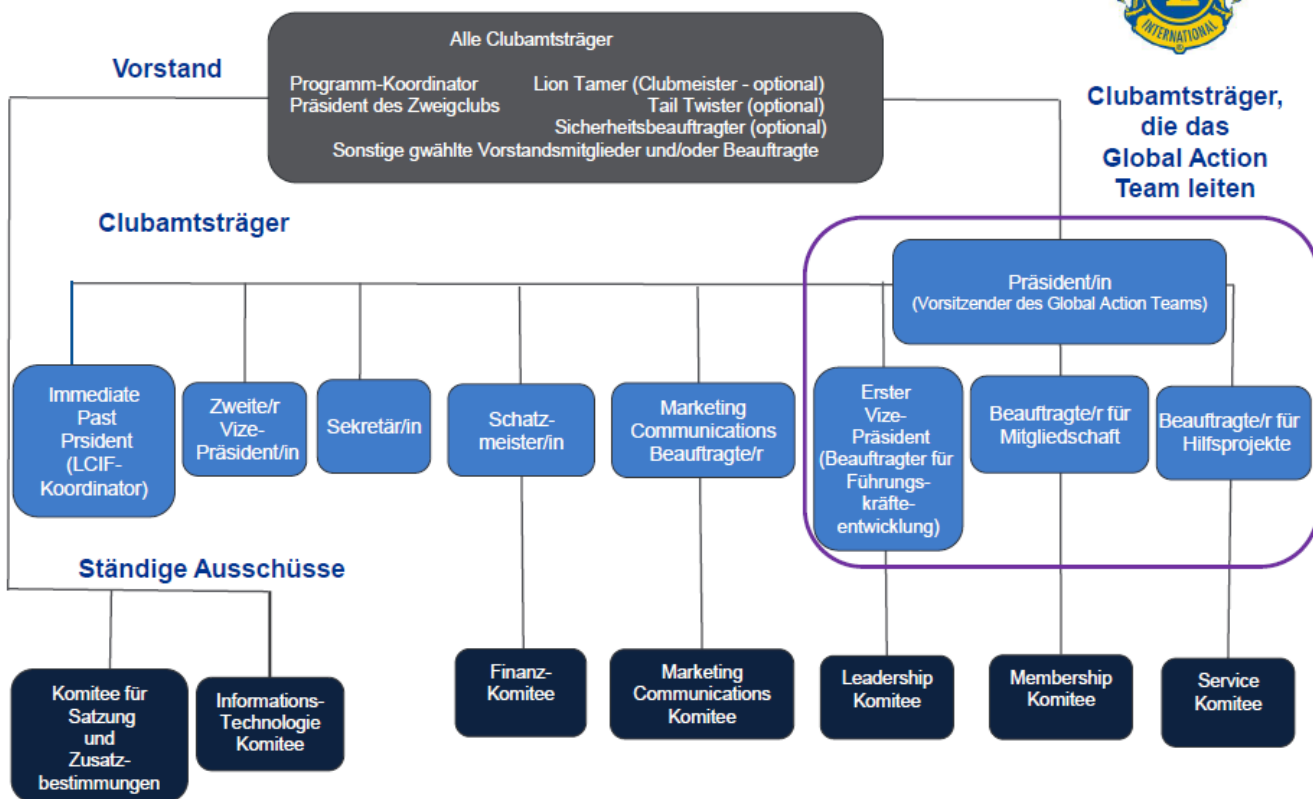 INTERNATIONAL
®
Vorstand
Alle Clubamtsträger
Programm-Koordinator
Lion Tamer (Clubmeister - optional)
Präsident des Zweigclubs
Tail Twister (optional)
Sicherheitsbeauftragter (optional)
Sonstige gwählte Vorstandsmitglieder und/oder Beauftragte
Clubamtsträger,
die das
Global Action
Team leiten
Clubamtsträger
Präsident/in
(Vorsitzender des Global Action Teams)
Immediate
Past
Prsident
(LCIF-
Koordinator)
Zweite/r
Vize-
Präsident/in
Sekretär/in
Schatz-
meister/in
Marketing
Communications
Beauftragte/r
Erster
Vize-
Präsident
(Beauftragter für
Führungs-
kräfte-
entwicklung)
Beauftragte/r für
Mitgliedschaft
Beauftragte/r für
Hilfsprojekte
Ständige Ausschüsse
Komitee für
Satzung
und
Zusatz-
bestimmungen
Informations-
Technologie
Komitee
Finanz-
Komitee
Marketing
Communications
Komitee
Leadership
Komitee
Membership
Komitee
Service
Komitee